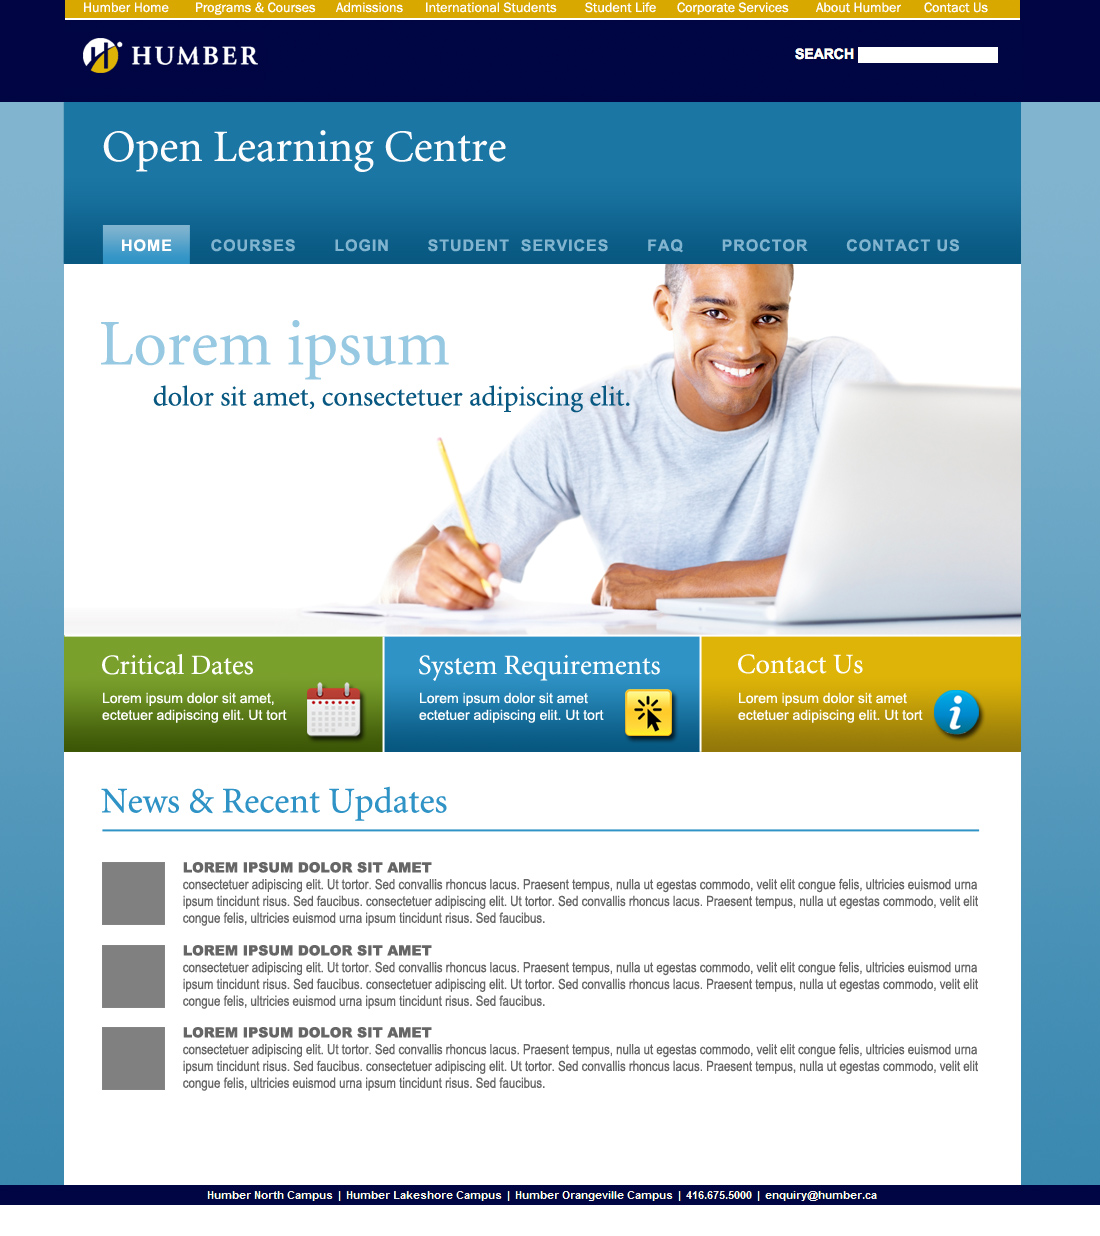 Humber Home Programs & Courses Admissions International Students Student Life Corporate Services About Humber Contact Us
HUMBER
SEARCH
Open Learning Centre
HOME COURSES LOGIN STUDENT SERVICES FAQ PROCTOR CONTACT US
Lorem ipsum
dolor sit amet, consectetuer adipiscing elit.
Critical Dates
Lorem ipsum dolor sit amet,
ectetuer adipiscing elit. Ut tort
System Requirements
Lorem ipsum dolor sit amet
ectetuer adipiscing elit. Ut tort
Contact Us
Lorem ipsum dolor sit amet
ectetuer adipiscing elit. Ut tort
News & Recent Updates
LOREM IPSUM DOLOR SIT AMET
consectetuer adipiscing elit. Ut tortor. Sed convallis rhoncus lacus. Praesent tempus, nulla ut egestas commodo, velit elit congue felis, ultricies euismod urna
ipsum tincidunt risus. Sed faucibus. consectetuer adipiscing elit. Ut tortor. Sed convallis rhoncus lacus. Praesent tempus, nulla ut egestas commodo, velit elit
congue felis, ultricies euismod urna ipsum tincidunt risus. Sed faucibus.
LOREM IPSUM DOLOR SIT AMET
consectetuer adipiscing elit. Ut tortor. Sed convallis rhoncus lacus. Praesent tempus, nulla ut egestas commodo, velit elit congue felis, ultricies euismod urna
ipsum tincidunt risus. Sed faucibus. consectetuer adipiscing elit. Ut tortor. Sed convallis rhoncus lacus. Praesent tempus, nulla ut egestas commodo, velit elit
congue felis, ultricies euismod urna ipsum tincidunt risus. Sed faucibus.
LOREM IPSUM DOLOR SIT AMET
consectetuer adipiscing elit. Ut tortor. Sed convallis rhoncus lacus. Praesent tempus, nulla ut egestas commodo, velit elit congue felis, ultricies euismod urna
ipsum tincidunt risus. Sed faucibus. consectetuer adipiscing elit. Ut tortor. Sed convallis rhoncus lacus. Praesent tempus, nulla ut egestas commodo, velit elit
congue felis, ultricies euismod urna ipsum tincidunt risus. Sed faucibus.
Humber North Campus | Humber Lakeshore Campus | Humber Orangeville Campus | 416.675.5000 | enquiry@humber.ca